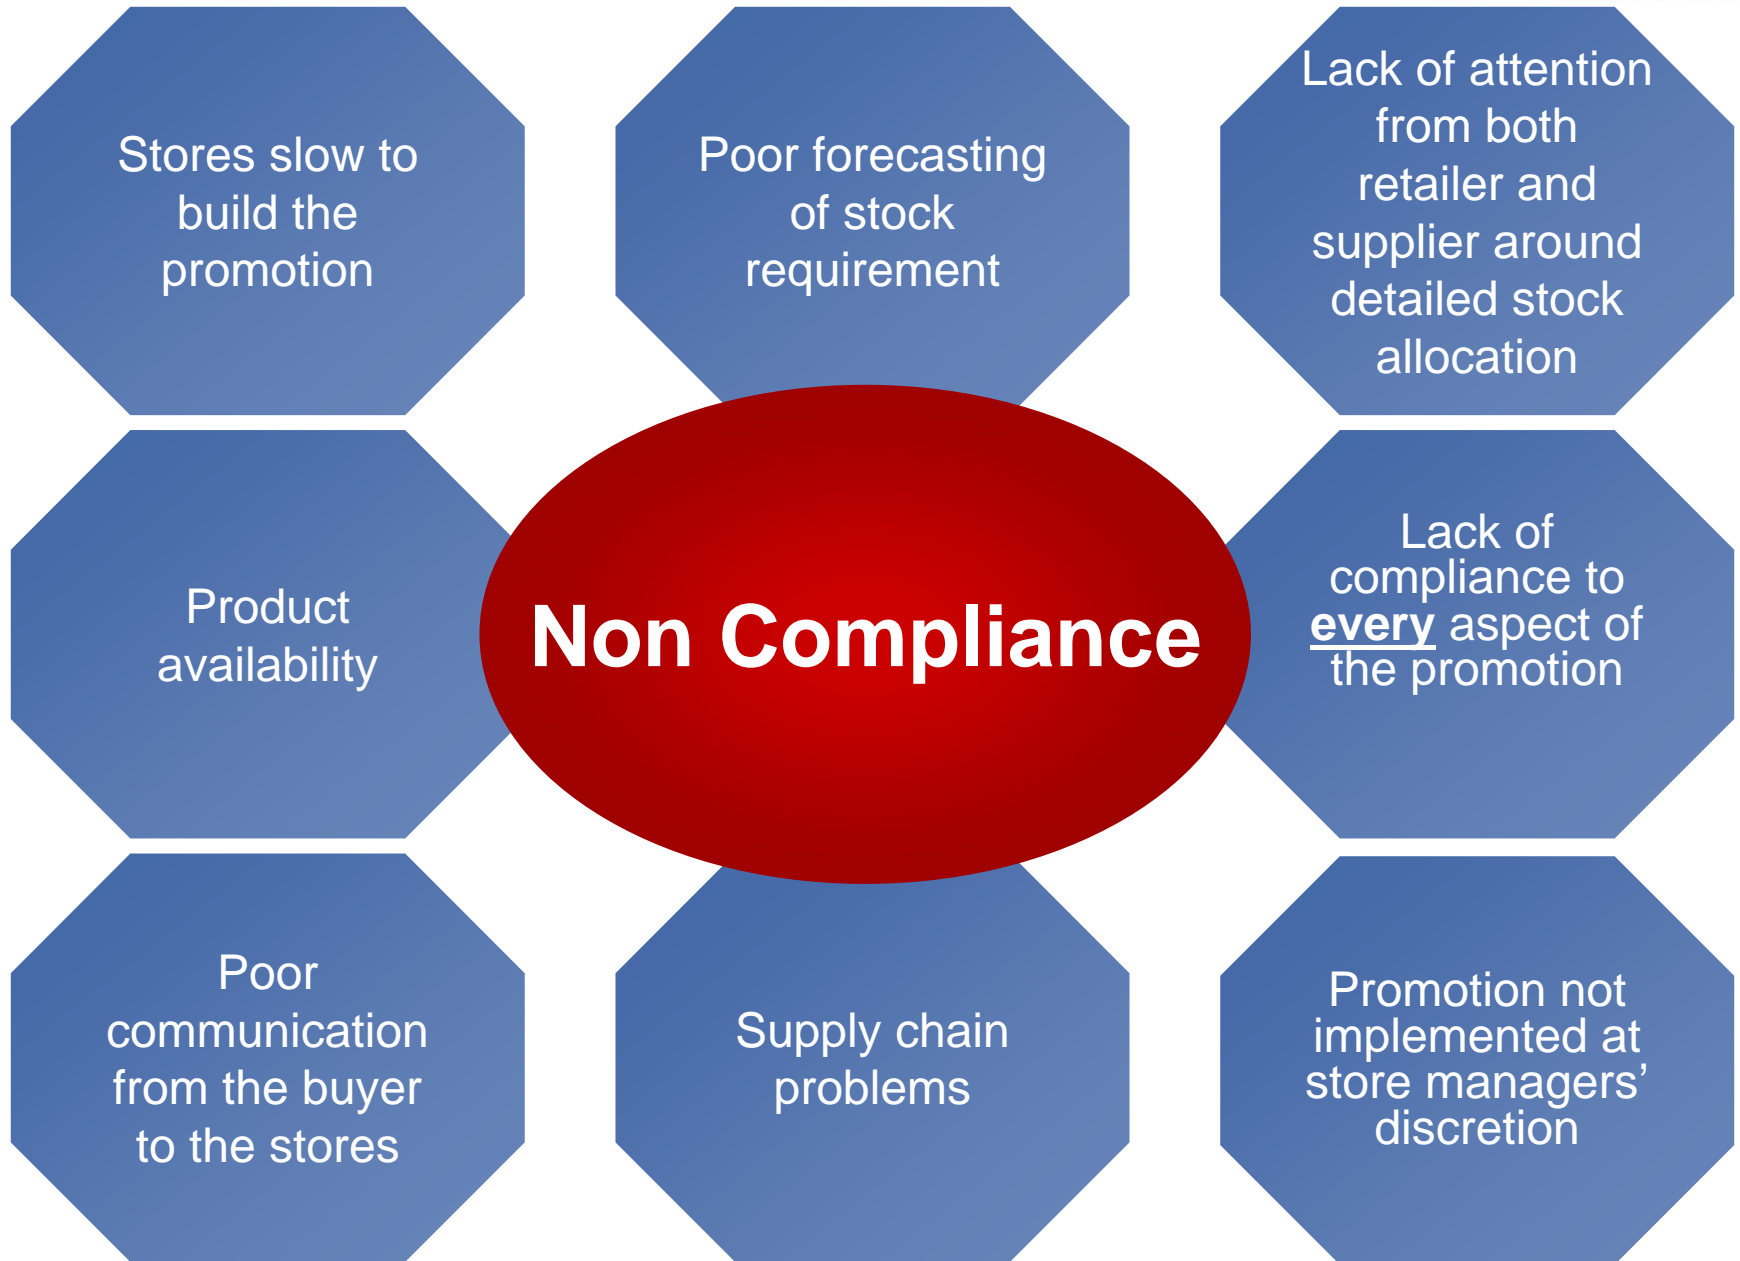 Stores slow to
build the
promotion
Poor forecasting
of stock
requirement
Lack of attention
from both
retailer and
supplier around
detailed stock
allocation
Product
availability
Non Compliance
Lack of
compliance to
every aspect of
the promotion
Poor
communication
from the buyer
to the stores
Supply chain
problems
Promotion not
implemented at
store managers’
discretion